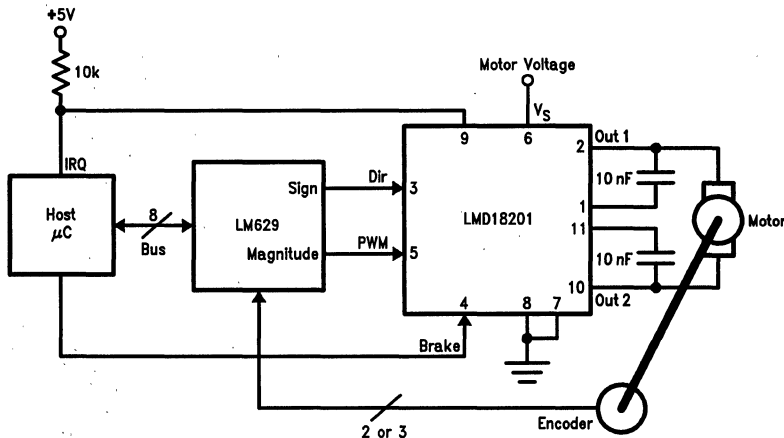 +5V
10k
Motor Voltage
VS
9
6
2
Out 1
IRQ
Sign
Dir
3
10 nF
1
Host
μC
8
Bus
LM629
LMD18201
Motor
11
Magnitude
PWM
5
10 nF
10
Out 2
4
8
7
Brake
Encoder
2 or 3